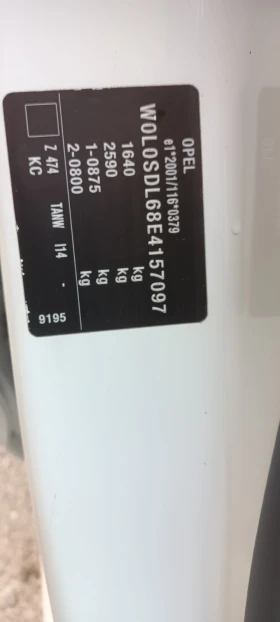 OPEL
e1*2001/116*0379
W0L0SDL68E4157097
1640 kg
2590 kg
1-0875 kg
2-0800 kg
Z 474 TANW I14 -
KC
9195